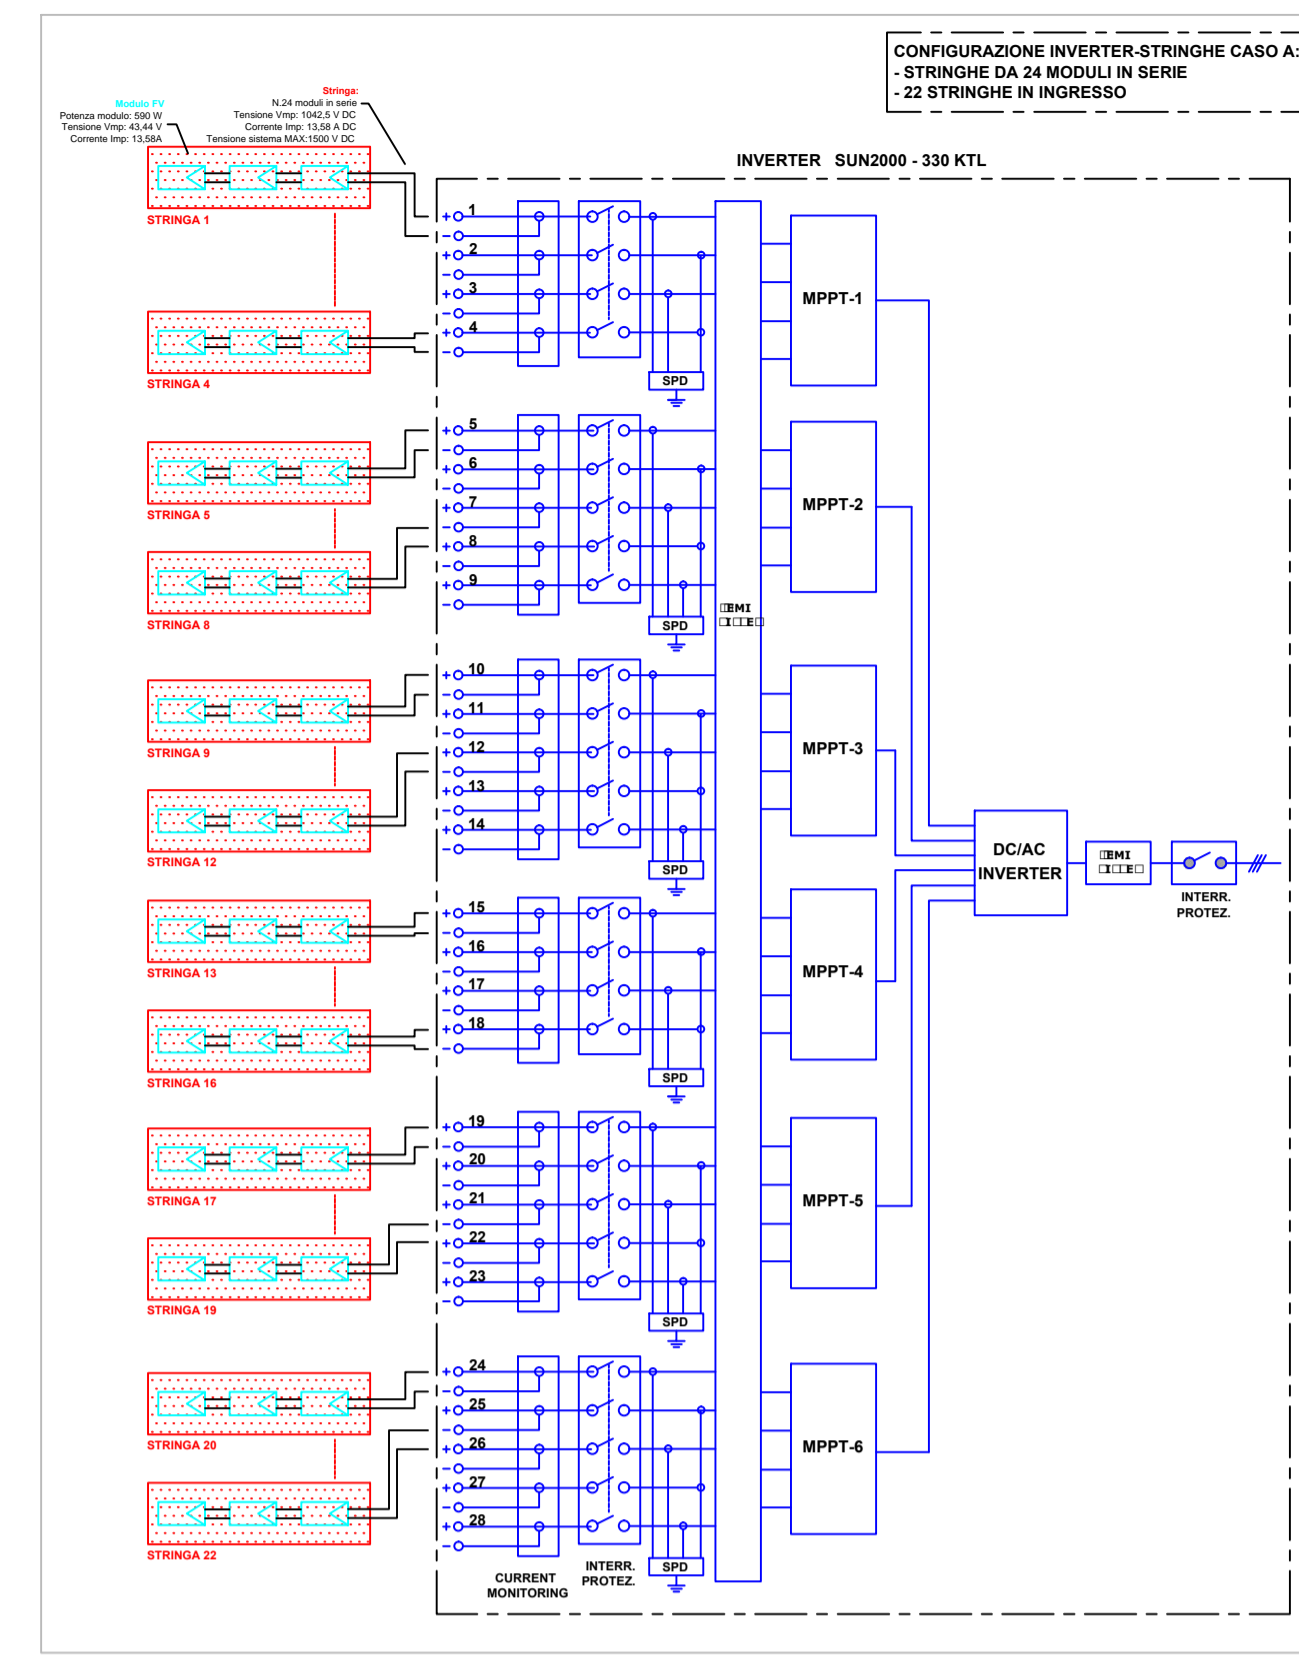 CONFIGURAZIONE INVERTER-STRINGHE CASO A:
- STRINGHE DA 24 MODULI IN SERIE
- 22 STRINGHE IN INGRESSO
Modulo FV
Potenza modulo: 590 W
Tensione Vmp: 43,44 V
Corrente Imp: 13,58A
Stringa:
N.24 moduli in serie
Tensione Vmp: 1042,5 V DC
Corrente Imp: 13,58 A DC
Tensione sistema MAX:1500 V DC
INVERTER SUN2000 - 330 KTL
STRINGA 1
STRINGA 4
STRINGA 5
STRINGA 8
STRINGA 9
STRINGA 12
STRINGA 13
STRINGA 16
STRINGA 17
STRINGA 19
STRINGA 20
STRINGA 22
+ 1
-
+ 2
-
+ 3
-
+ 4
-
SPD
MPPT-1
+ 5
-
+ 6
-
+ 7
-
+ 8
-
+ 9
-
SPD
MPPT-2
EMI
+ 10
-
+ 11
-
+ 12
-
+ 13
-
+ 14
-
SPD
MPPT-3
+ 15
-
+ 16
-
+ 17
-
+ 18
-
SPD
MPPT-4
+ 19
-
+ 20
-
+ 21
-
+ 22
-
+ 23
-
SPD
MPPT-5
+ 24
-
+ 25
-
+ 26
-
+ 27
-
+ 28
-
SPD
MPPT-6
CURRENT
MONITORING
INTERR.
PROTEZ.
DC/AC
INVERTER
EMI
INTERR.
PROTEZ.